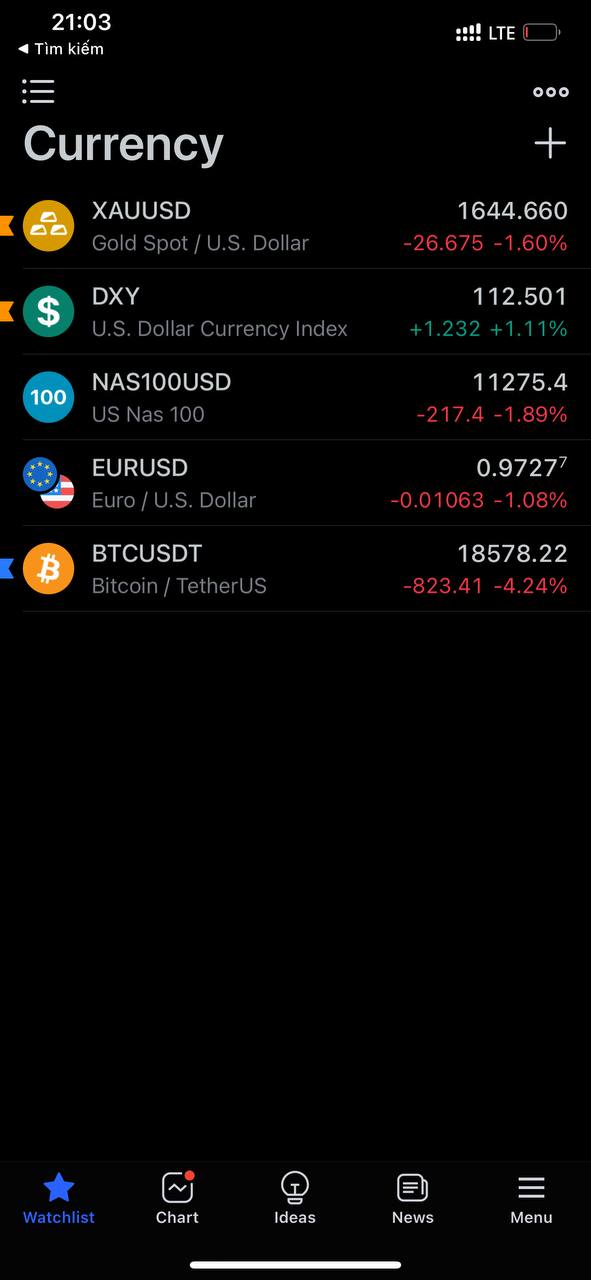 21:03
LTE
◀ Tìm kiếm
Currency
XAUUSD 1644.660
Gold Spot / U.S. Dollar -26.675 -1.60%
$
DXY 112.501
U.S. Dollar Currency Index +1.232 +1.11%
100
NAS100USD 11275.4
US Nas 100 -217.4 -1.89%
EURUSD 0.9727⁷
Euro / U.S. Dollar -0.01063 -1.08%
BTCUSDT 18578.22
Bitcoin / TetherUS -823.41 -4.24%
Watchlist Chart Ideas News Menu